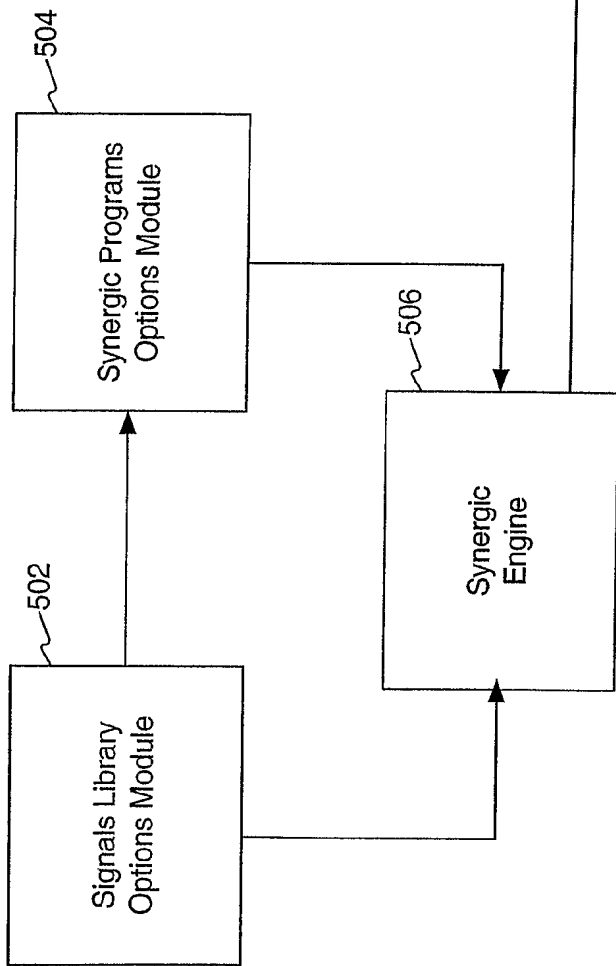 502
Signals Library
Options Module
504
Synergic Programs
Options Module
506
Synergic
Engine